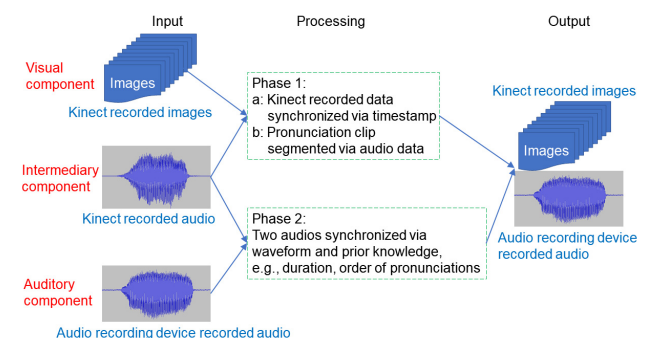 Input
Processing
Output
Visual
component
Images
Kinect recorded images
Intermediary
component
Kinect recorded audio
Auditory
component
Audio recording device recorded audio
Phase 1:
a: Kinect recorded data
synchronized via timestamp
b: Pronunciation clip
segmented via audio data
Phase 2:
Two audios synchronized via
waveform and prior knowledge,
e.g., duration, order of pronunciations
Kinect recorded images
Images
Audio recording device
recorded audio